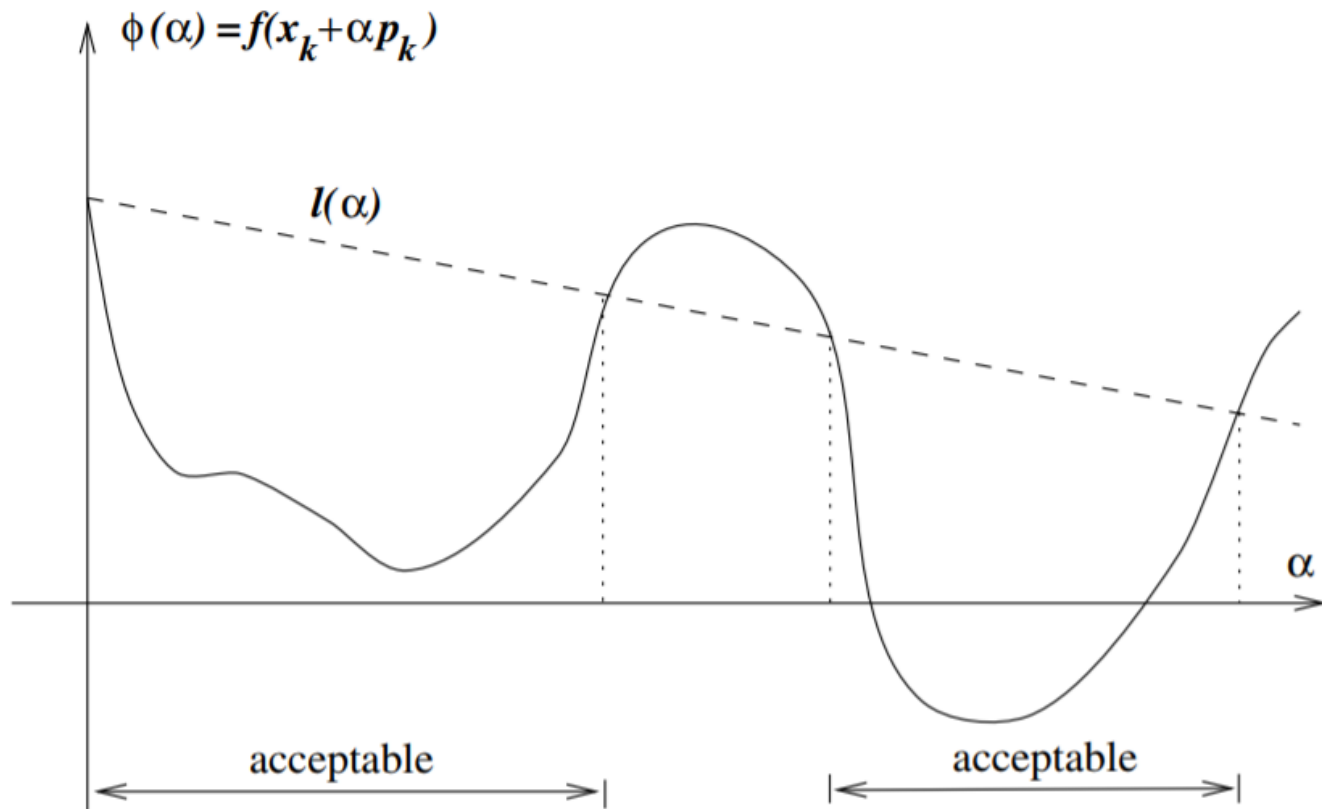 ϕ(α) = f(x_k+αp_k)
l(α)
α
acceptable
acceptable